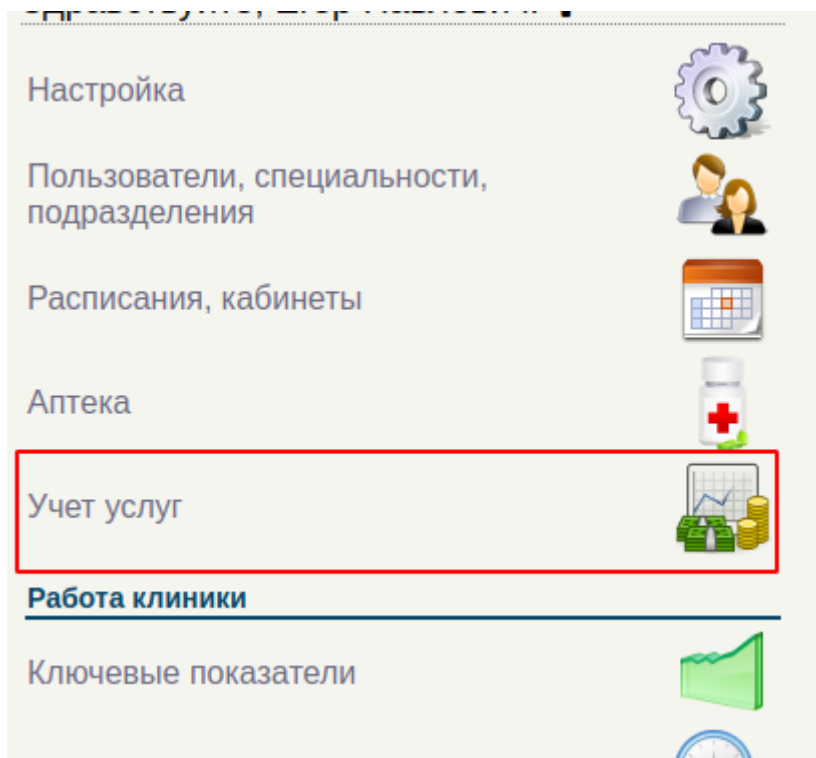 Настройка
Пользователи, специальности,
подразделения
Расписания, кабинеты
Аптека
Учет услуг
Работа клиники
Ключевые показатели